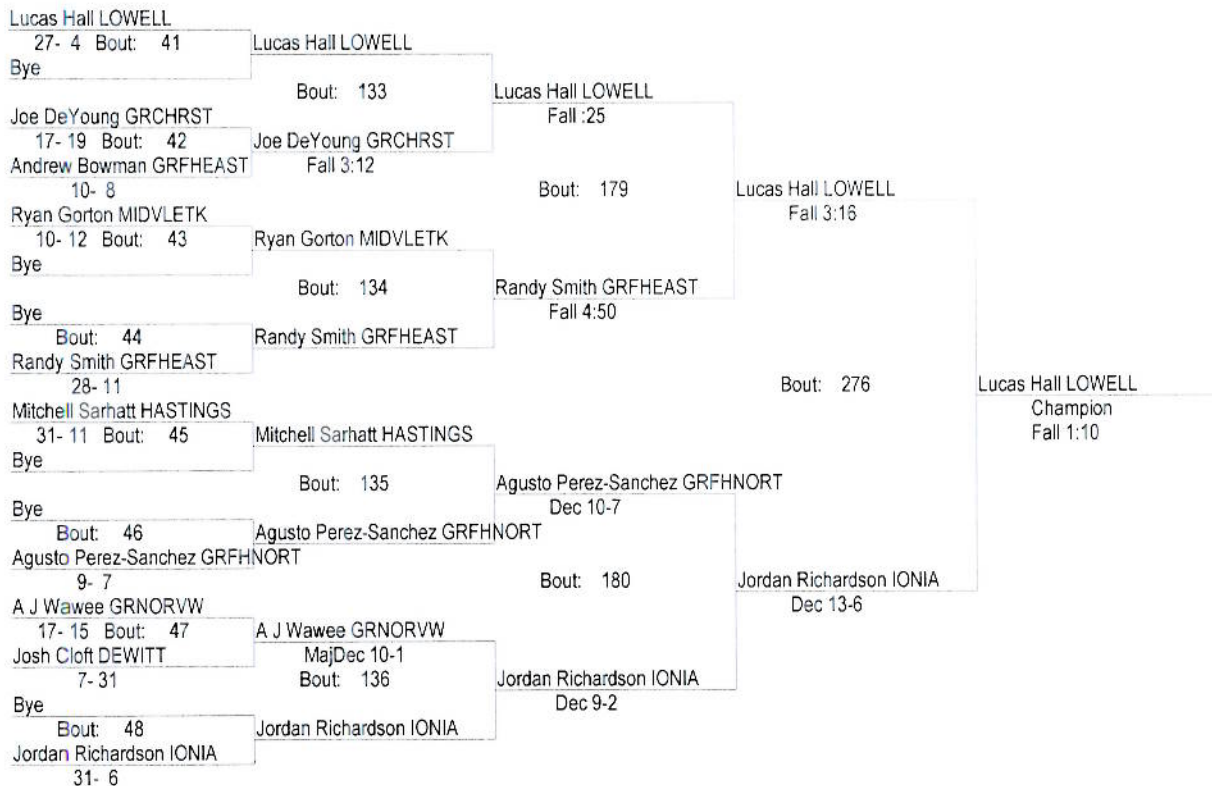 Lucas Hall LOWELL
27- 4 Bout: 41
Bye
Joe DeYoung GRCHRST
17- 19 Bout: 42
Andrew Bowman GRFHEAST
10- 8
Ryan Gorton MIDVLETK
10- 12 Bout: 43
Bye
Bye
Bout: 44
Randy Smith GRFHEAST
28- 11
Mitchell Sarhatt HASTINGS
31- 11 Bout: 45
Bye
Bye
Bout: 46
Agusto Perez-Sanchez GRFHNORT
9- 7
A J Wawee GRNORVW
17- 15 Bout: 47
Josh Cloft DEWITT
7- 31
Bye
Bout: 48
Jordan Richardson IONIA
31- 6
Lucas Hall LOWELL
Bout: 133
Joe DeYoung GRCHRST
Fall 3:12
Ryan Gorton MIDVLETK
Bout: 134
Randy Smith GRFHEAST
Mitchell Sarhatt HASTINGS
Bout: 135
Agusto Perez-Sanchez GRFHNORT
A J Wawee GRNORVW
MajDec 10-1
Bout: 136
Jordan Richardson IONIA
Lucas Hall LOWELL
Fall :25
Bout: 179
Randy Smith GRFHEAST
Fall 4:50
Agusto Perez-Sanchez GRFHNORT
Dec 10-7
Bout: 180
Jordan Richardson IONIA
Dec 9-2
Lucas Hall LOWELL
Fall 3:16
Bout: 276
Jordan Richardson IONIA
Dec 13-6
Lucas Hall LOWELL
Champion
Fall 1:10